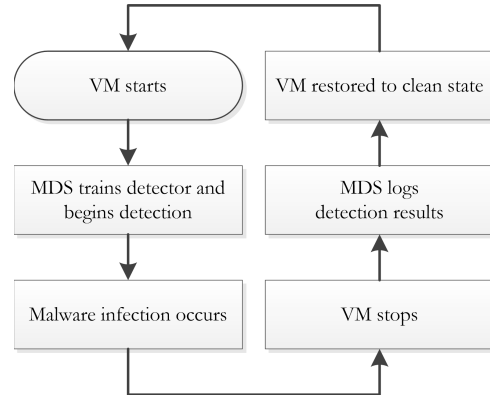 VM starts
MDS trains detector and
begins detection
Malware infection occurs
VM stops
MDS logs
detection results
VM restored to clean state